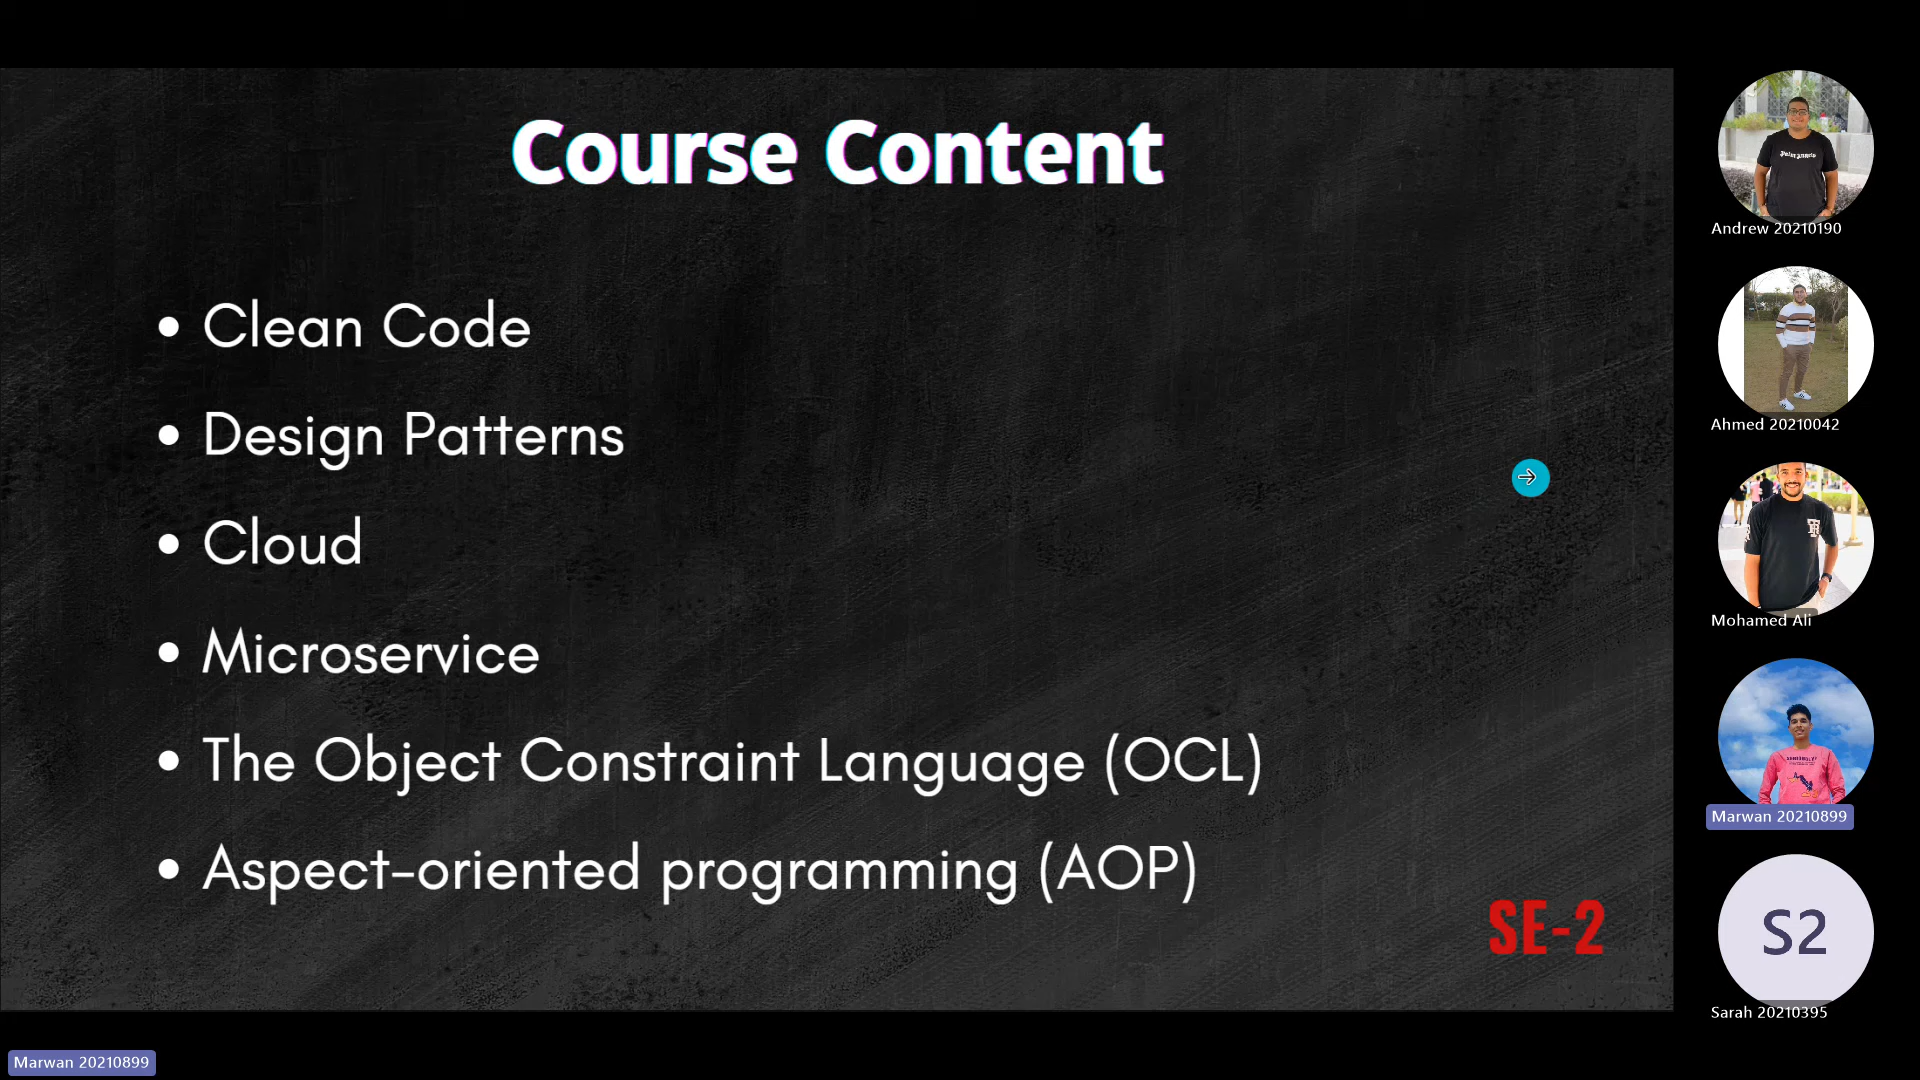 Course Content
• Clean Code
• Design Patterns
• Cloud
• Microservice
• The Object Constraint Language (OCL)
• Aspect-oriented programming (AOP)
SE-2
Andrew 20210190
Ahmed 20210042
Mohamed Ali
Marwan 20210899
S2
Sarah 20210395
Marwan 20210899